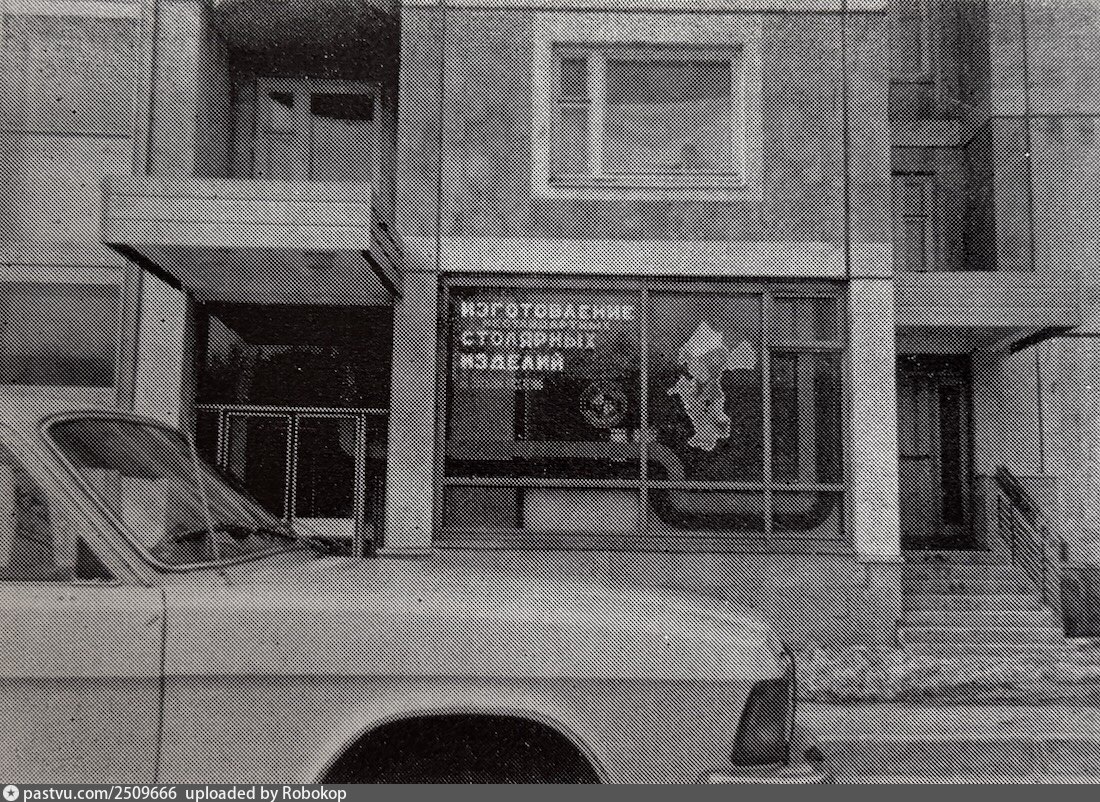 ИЗГОТОВЛЕНИЕ
СТОЛЯРНЫХ
ИЗДЕЛИЙ
pastvu.com/2509666 uploaded by Robokop